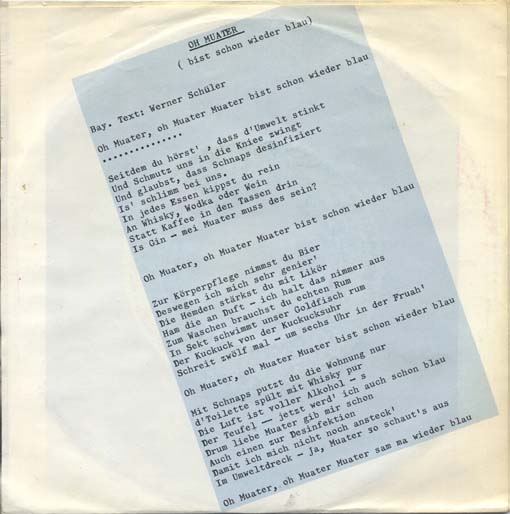 OH MUATER
( bist schon wieder blau)
Bay. Text: Werner Schüler
Oh Muater, oh Muater Muater bist schon wieder blau
...............
Seitdem du hörst' , dass d'Umwelt stinkt
Und Schmutz uns in die Kniee zwingt
Und glaubst, dass Schnaps desinfiziert
Is' schlimm bei uns.
In jedes Essen kippst du rein
An Whisky, Wodka oder Wein
Statt Kaffee in den Tassen drin
Is Gin - mei Muater muss des sein?
Oh Muater, oh Muater Muater bist schon wieder blau
Zur Körperpflege nimmst du Bier
Deswegen ich mich sehr genier'
Die Hemden stärkst du mit Likör
Ham die an Duft - ich halt das nimmer aus
Zum Waschen brauchst du echten Rum
In Sekt schwimmt unser Goldfisch rum
Der Kuckuck von der Kuckucksuhr
Schreit zwölf mal - um sechs Uhr in der Fruah'
Oh Muater, oh Muater Muater bist schon wieder blau
Mit Schnaps putzt du die Wohnung nur
d'Toilette spült mit Whisky pur
Die Luft ist voller Alkohol - s
Der Teufel - jetzt werd' ich auch schon blau
Drum liebe Muater gib mir schon
Auch einen zur Desinfektion
Damit ich mich nicht noch ansteck'
Im Umweltdreck - Ja, Muater so schaut's aus
Oh Muater, oh Muater Muater sam ma wieder blau